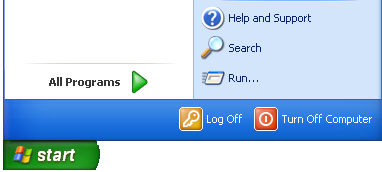 Help and Support
Search
All Programs
Run...
Log Off
Turn Off Computer
start